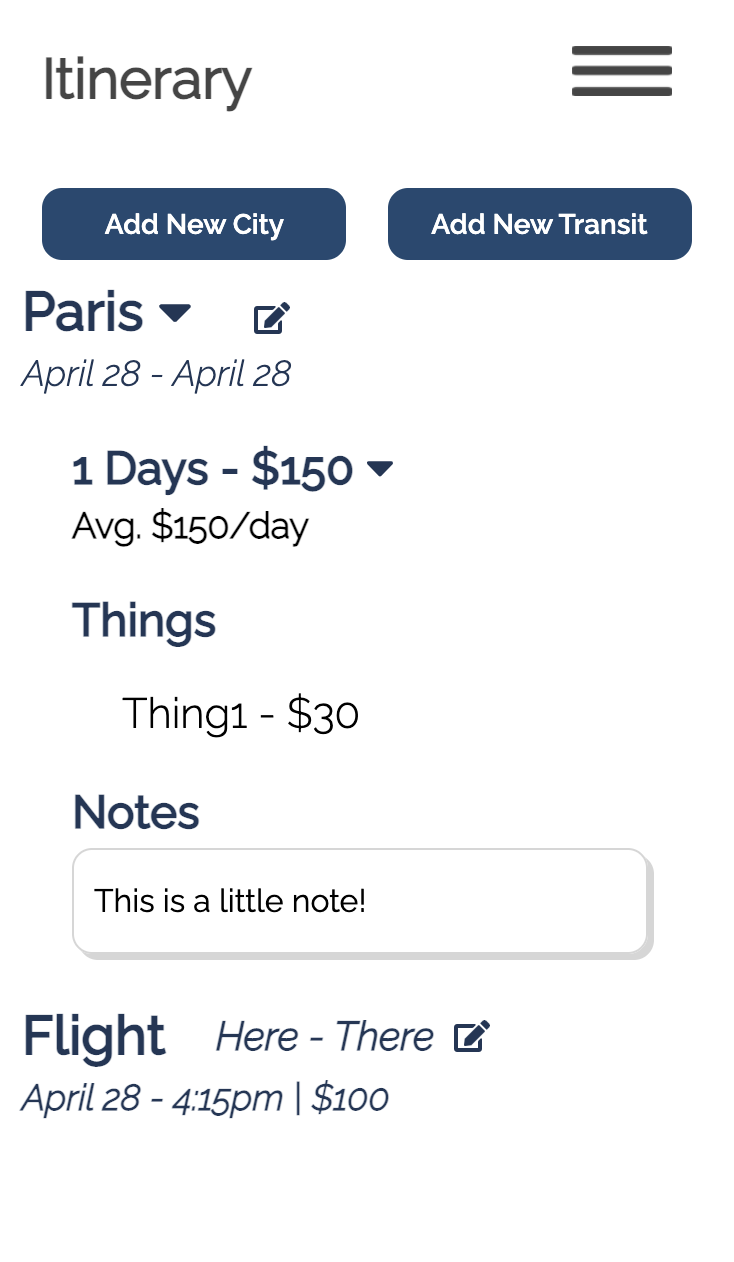 Itinerary
Add New City
Add New Transit
Paris
April 28 - April 28
1 Days - $150
Avg. $150/day
Things
Thing1 - $30
Notes
This is a little note!
Flight Here - There
April 28 - 4:15pm | $100